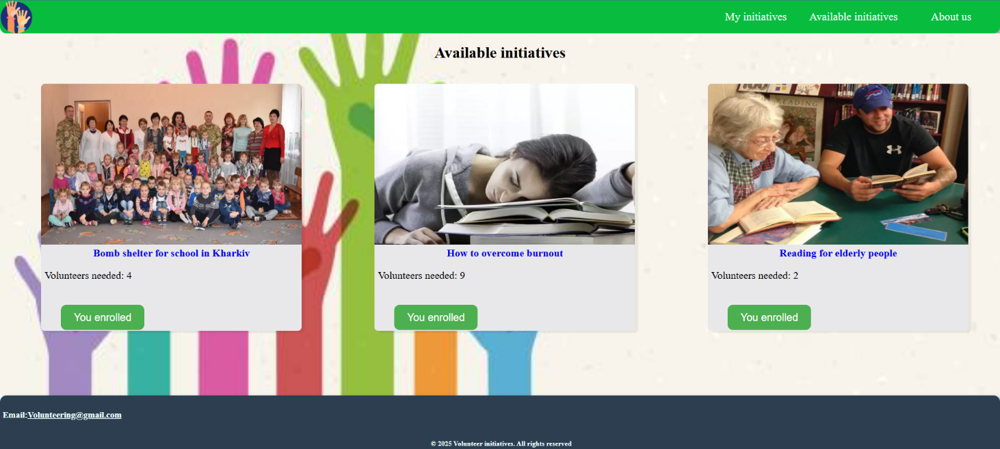 My initiatives Available initiatives About us
Available initiatives
READING
Bomb shelter for school in Kharkiv
Volunteers needed: 4
You enrolled
How to overcome burnout
Volunteers needed: 9
You enrolled
Reading for elderly people
Volunteers needed: 2
You enrolled
Email:Volunteering@gmail.com
© 2025 Volunteer initiatives. All rights reserved